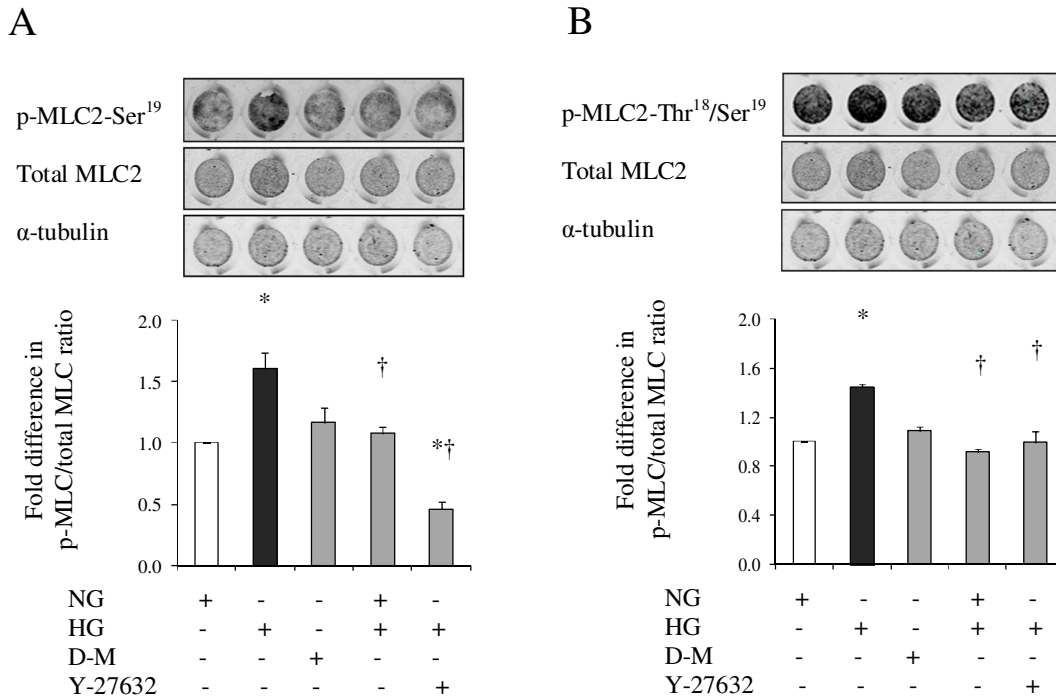 A
p-MLC2-Ser19
Total MLC2
α-tubulin
Fold difference in
p-MLC/total MLC ratio
2.0
1.5
1.0
0.5
0.0
*
†
*†
NG + - - + -
HG - + - + +
D-M - - + - -
Y-27632 - - - - +
B
p-MLC2-Thr18/Ser19
Total MLC2
α-tubulin
Fold difference in
p-MLC/total MLC ratio
2.0
1.6
1.2
0.8
0.4
0.0
*
†
†
NG + - - + -
HG - + - + +
D-M - - + - -
Y-27632 - - - - +